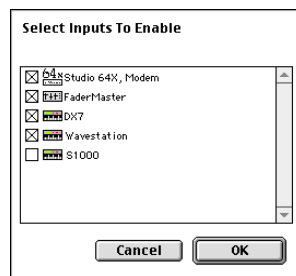 Select Inputs To Enable
64x Studio 64X, Modem
FaderMaster
DX7
Wavestation
S1000
Cancel OK